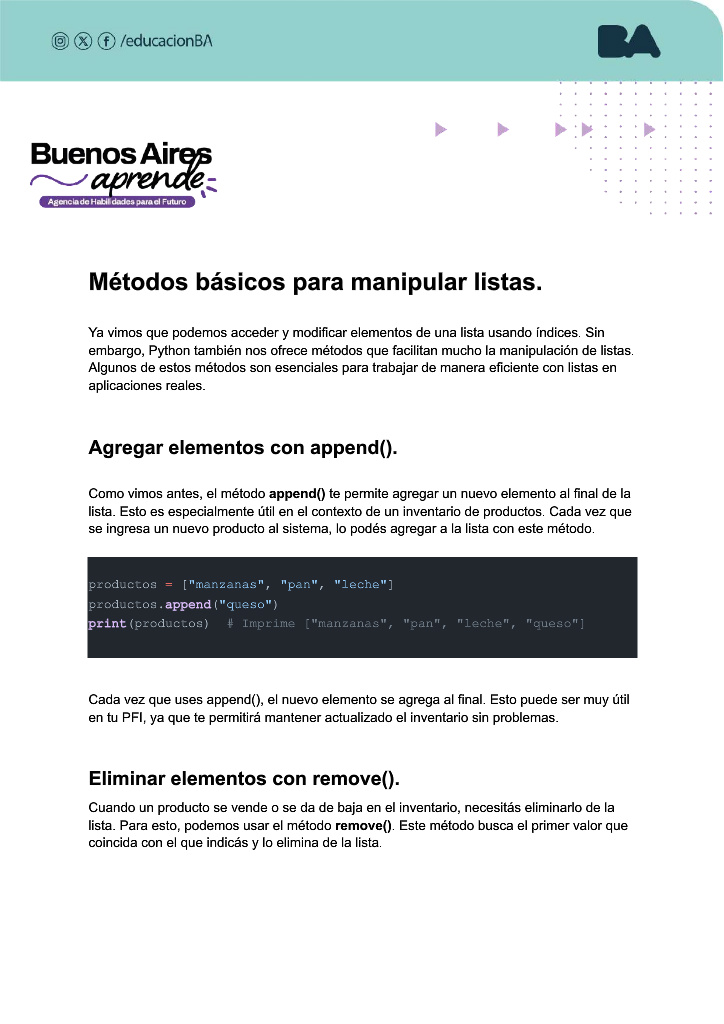 /educacionBA
BA
Buenos Aires
aprende
Agencia de Habilidades para el Futuro
Métodos básicos para manipular listas.
Ya vimos que podemos acceder y modificar elementos de una lista usando índices. Sin
embargo, Python también nos ofrece métodos que facilitan mucho la manipulación de listas.
Algunos de estos métodos son esenciales para trabajar de manera eficiente con listas en
aplicaciones reales.
Agregar elementos con append().
Como vimos antes, el método append() te permite agregar un nuevo elemento al final de la
lista. Esto es especialmente útil en el contexto de un inventario de productos. Cada vez que
se ingresa un nuevo producto al sistema, lo podés agregar a la lista con este método.
productos = ["manzanas", "pan", "leche"]
productos.append("queso")
print(productos)  # Imprime ["manzanas", "pan", "leche", "queso"]
Cada vez que uses append(), el nuevo elemento se agrega al final. Esto puede ser muy útil
en tu PFI, ya que te permitirá mantener actualizado el inventario sin problemas.
Eliminar elementos con remove().
Cuando un producto se vende o se da de baja en el inventario, necesitás eliminarlo de la
lista. Para esto, podemos usar el método remove(). Este método busca el primer valor que
coincida con el que indicás y lo elimina de la lista.